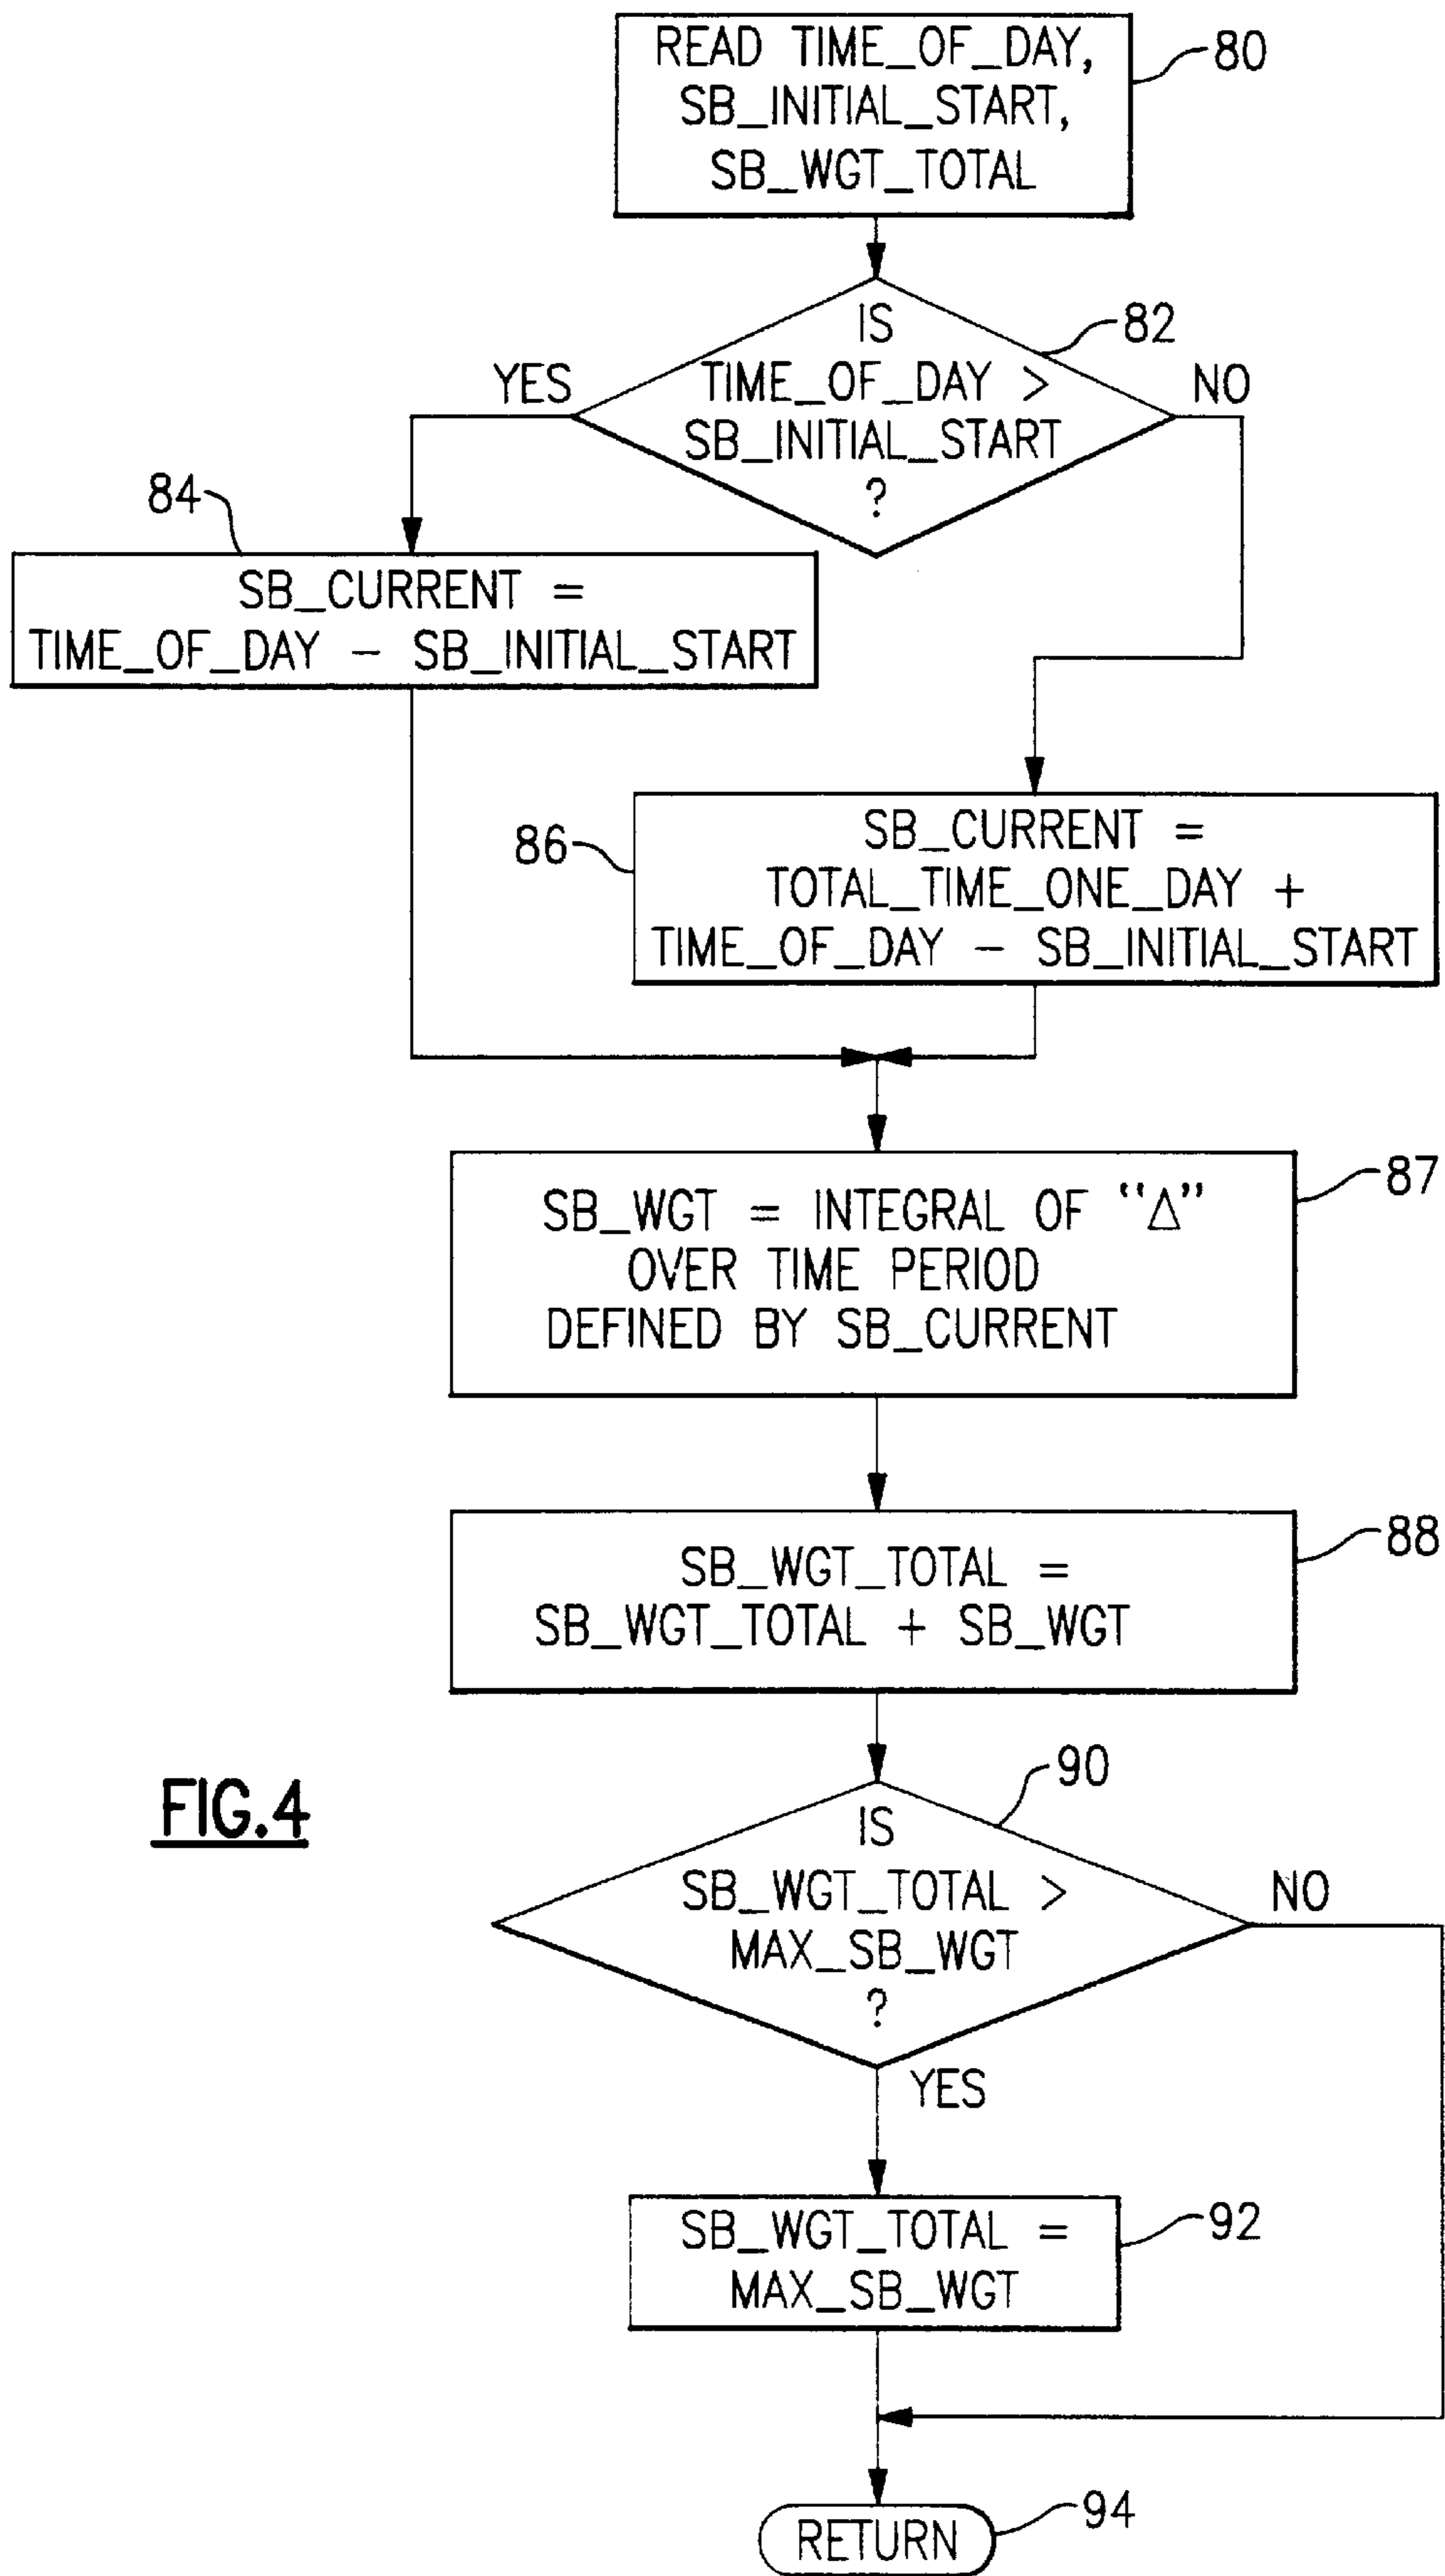 READ TIME_OF_DAY,
SB_INITIAL_START,
SB_WGT_TOTAL
80
IS
TIME_OF_DAY >
SB_INITIAL_START
?
82
YES
NO
84
SB_CURRENT =
TIME_OF_DAY – SB_INITIAL_START
86
SB_CURRENT =
TOTAL_TIME_ONE_DAY +
TIME_OF_DAY – SB_INITIAL_START
SB_WGT = INTEGRAL OF "Δ"
OVER TIME PERIOD
DEFINED BY SB_CURRENT
87
SB_WGT_TOTAL =
SB_WGT_TOTAL + SB_WGT
88
FIG.4
IS
SB_WGT_TOTAL >
MAX_SB_WGT
?
90
NO
YES
SB_WGT_TOTAL =
MAX_SB_WGT
92
RETURN
94